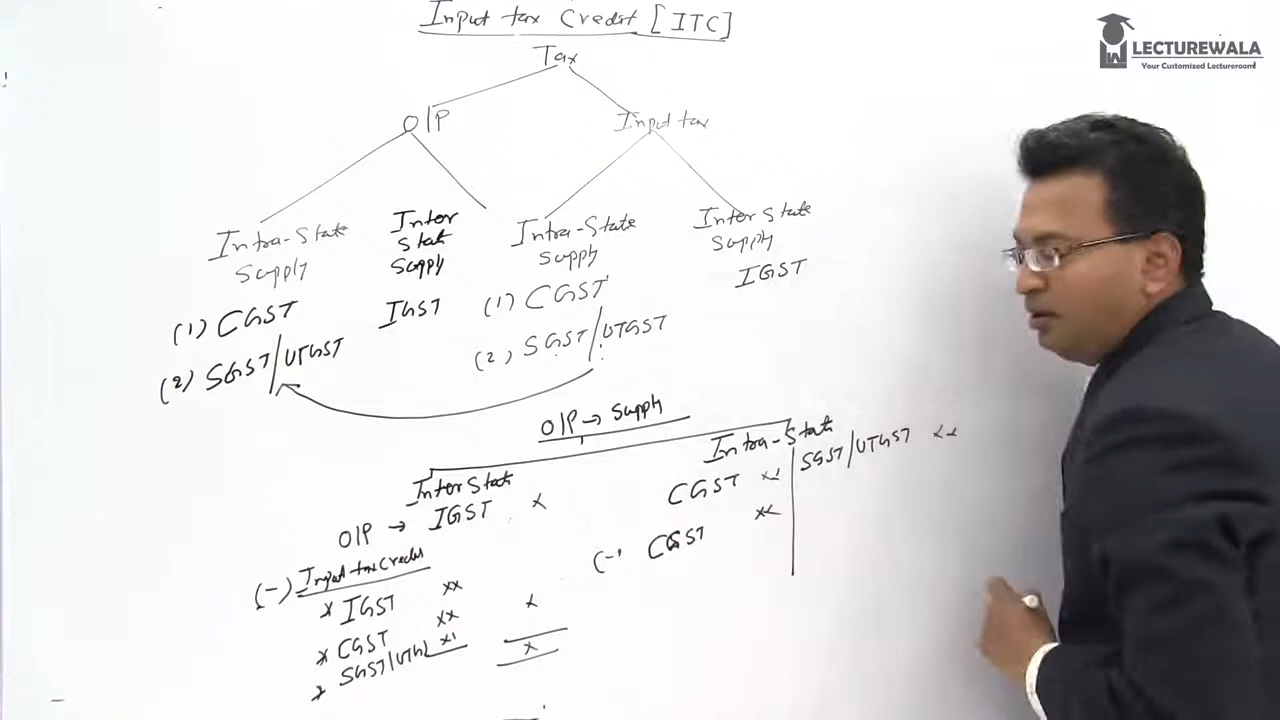 Input tax Credit [ITC]
LECTUREWALA
Your Customized Lectureroom!
Tax
O/P
Input tax
Intra-State
Supply
(1) CGST
(2) SGST/UTGST
Inter
State
Supply
IGST
Intra-State
Supply
(1) CGST
(2) SGST/UTGST
Inter State
Supply
IGST
O/P → Supply
Inter State
O/P → IGST x
(-) Input tax Credit
* IGST xx
* CGST xx x
* SGST/UTG xx x
Intra-State
CGST xx
(-) CGST xx
SGST/UTGST xx